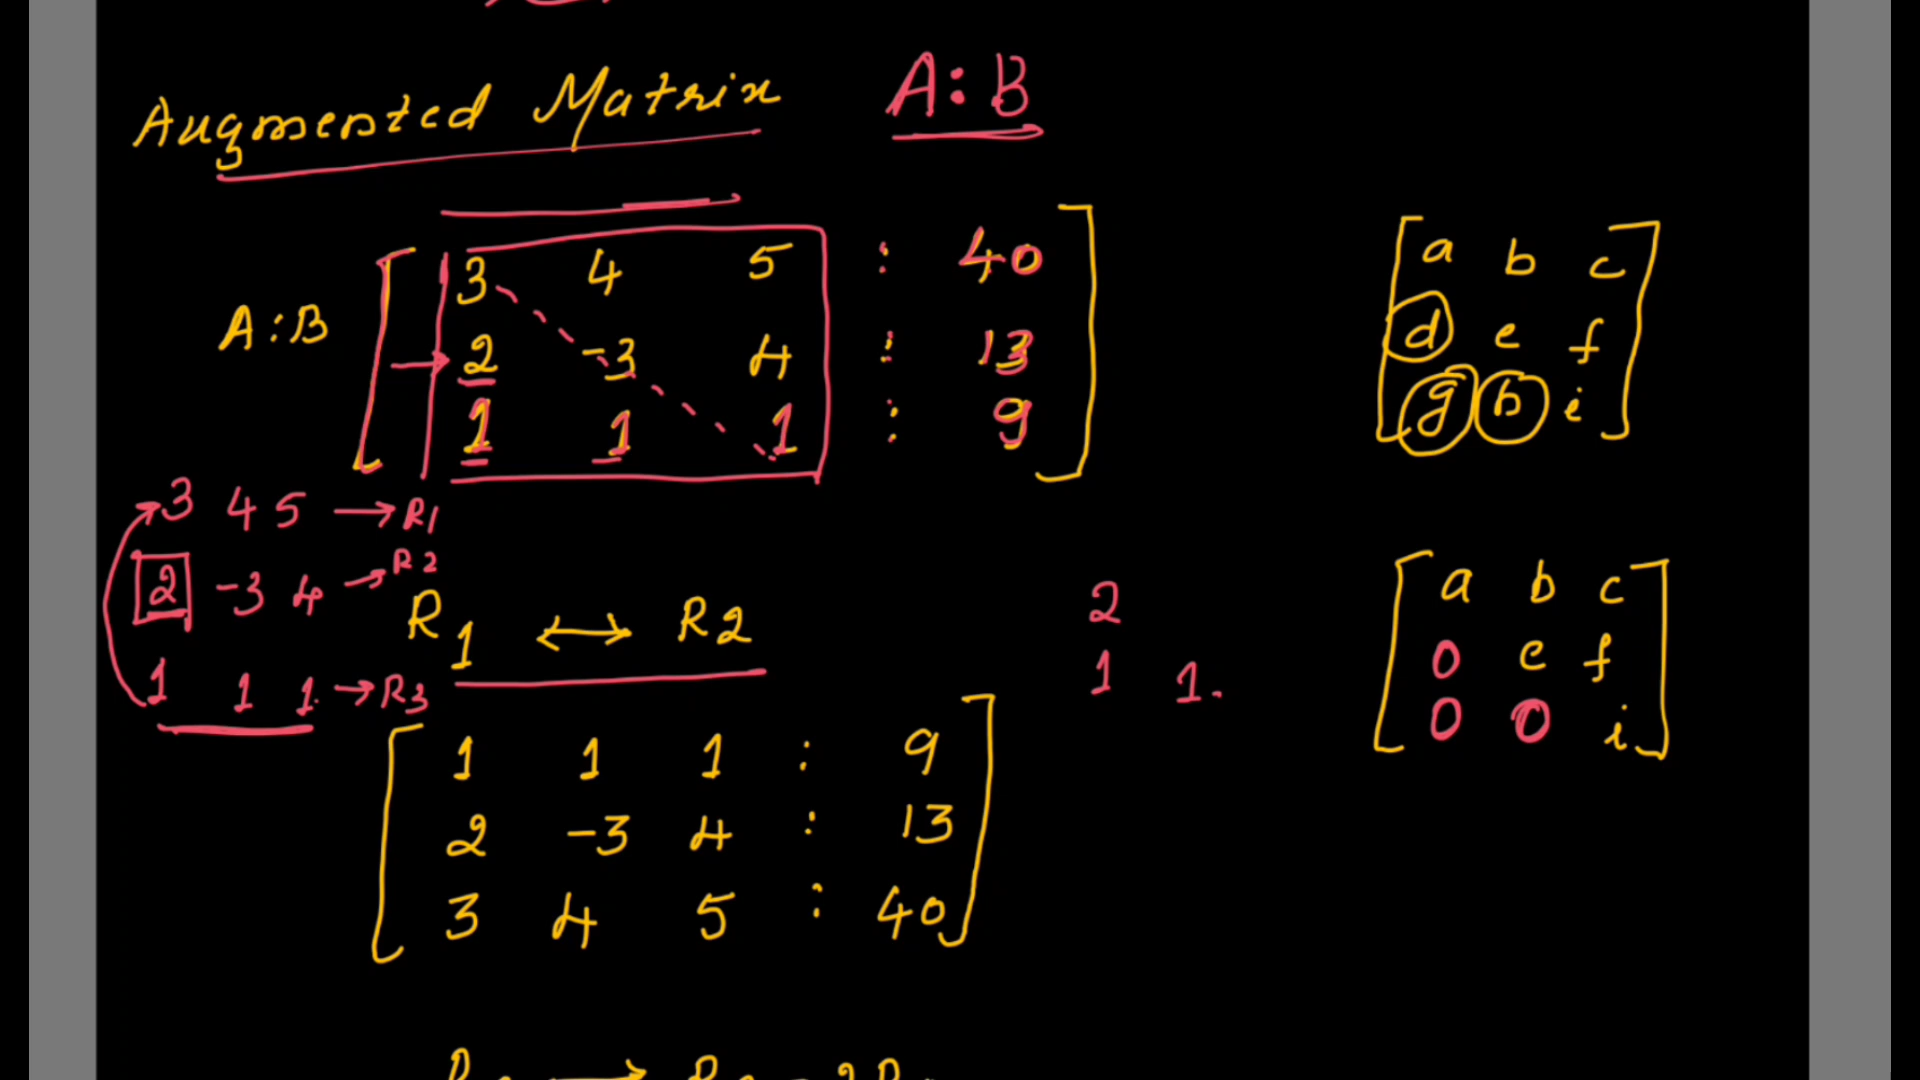 Augmented Matrix A:B
A:B [ 3 4 5 : 40
2 -3 4 : 13
1 1 1 : 9 ]
[ a b c
d e f
g b i ]
3 4 5 → R1
2 -3 4 → R2
1 1 1 → R3
R1 ↔ R2
2
1 1.
[ a b c
0 e f
0 0 i ]
[ 1 1 1 : 9
2 -3 4 : 13
3 4 5 : 40 ]